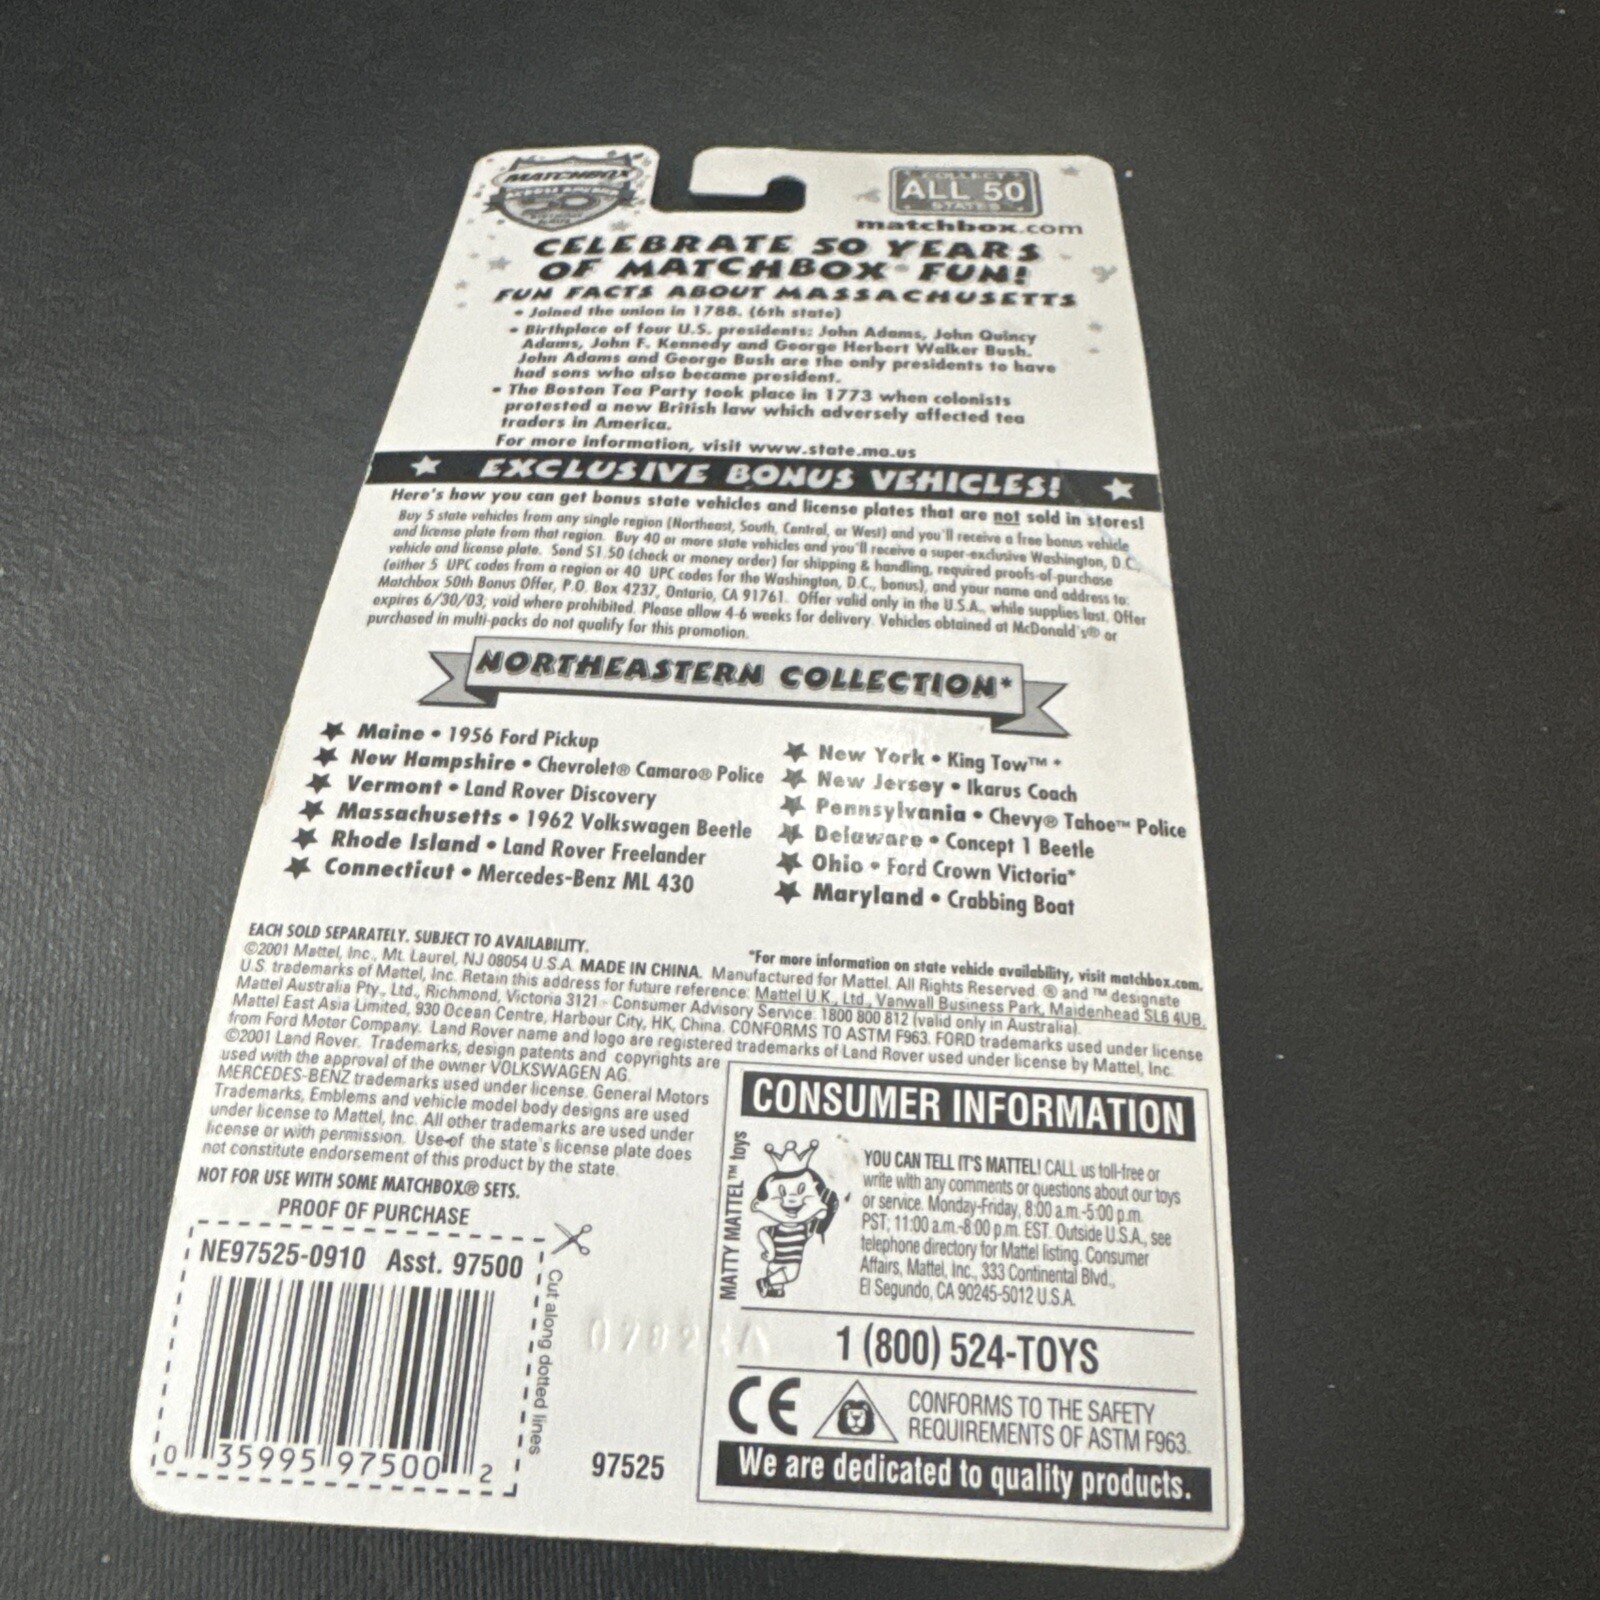 MATCHBOX
ACROSS AMERICA
50
COLLECT
ALL 50
STATES
matchbox.com
CELEBRATE 50 YEARS
OF MATCHBOX® FUN!
FUN FACTS ABOUT MASSACHUSETTS
• Joined the union in 1788. (6th state)
• Birthplace of four U.S. presidents: John Adams, John Quincy
Adams, John F. Kennedy and George Herbert Walker Bush.
John Adams and George Bush are the only presidents to have
had sons who also became president.
• The Boston Tea Party took place in 1773 when colonists
protested a new British law which adversely affected tea
traders in America.
For more information, visit www.state.ma.us
EXCLUSIVE BONUS VEHICLES!
Here's how you can get bonus state vehicles and license plates that are not sold in stores!
Buy 5 state vehicles from any single region (Northeast, South, Central, or West) and you'll receive a free bonus vehicle
and license plate from that region. Buy 40 or more state vehicles and you'll receive a super-exclusive Washington, D.C.
vehicle and license plate. Send $1.50 (check or money order) for shipping & handling, required proofs-of-purchase
(either 5 UPC codes from a region or 40 UPC codes for the Washington, D.C., bonus), and your name and address to:
Matchbox 50th Bonus Offer, P.O. Box 4237, Ontario, CA 91761. Offer valid only in the U.S.A., while supplies last. Offer
expires 6/30/03; void where prohibited. Please allow 4-6 weeks for delivery. Vehicles obtained at McDonald's® or
purchased in multi-packs do not qualify for this promotion.
NORTHEASTERN COLLECTION*
Maine • 1956 Ford Pickup
New Hampshire • Chevrolet® Camaro® Police
Vermont • Land Rover Discovery
Massachusetts • 1962 Volkswagen Beetle
Rhode Island • Land Rover Freelander
Connecticut • Mercedes-Benz ML 430
New York • King Tow™ *
New Jersey • Ikarus Coach
Pennsylvania • Chevy® Tahoe™ Police
Delaware • Concept 1 Beetle
Ohio • Ford Crown Victoria*
Maryland • Crabbing Boat
EACH SOLD SEPARATELY. SUBJECT TO AVAILABILITY.
*For more information on state vehicle availability, visit matchbox.com.
©2001 Mattel, Inc., Mt. Laurel, NJ 08054 U.S.A. MADE IN CHINA. Manufactured for Mattel. All Rights Reserved. ® and ™ designate
U.S. trademarks of Mattel, Inc. Retain this address for future reference: Mattel U.K., Ltd., Vanwall Business Park, Maidenhead SL6 4UB.
Mattel Australia Pty., Ltd., Richmond, Victoria 3121 - Consumer Advisory Service: 1800 800 812 (valid only in Australia).
Mattel East Asia Limited, 930 Ocean Centre, Harbour City, HK, China. CONFORMS TO ASTM F963. FORD trademarks used under license
from Ford Motor Company. Land Rover name and logo are registered trademarks of Land Rover used under license by Mattel, Inc.
©2001 Land Rover. Trademarks, design patents and copyrights are
used with the approval of the owner VOLKSWAGEN AG.
MERCEDES-BENZ trademarks used under license. General Motors
Trademarks, Emblems and vehicle model body designs are used
under license to Mattel, Inc. All other trademarks are used under
license or with permission. Use of the state's license plate does
not constitute endorsement of this product by the state.
NOT FOR USE WITH SOME MATCHBOX® SETS.
PROOF OF PURCHASE
NE97525-0910 Asst. 97500
0 35995 97500 2
Cut along dotted lines
97525
CONSUMER INFORMATION
MATTY MATTEL™ toys
YOU CAN TELL IT'S MATTEL! CALL us toll-free or
write with any comments or questions about our toys
or service. Monday-Friday, 8:00 a.m.-5:00 p.m.
PST; 11:00 a.m.-8:00 p.m. EST. Outside U.S.A., see
telephone directory for Mattel listing. Consumer
Affairs, Mattel, Inc., 333 Continental Blvd.,
El Segundo, CA 90245-5012 U.S.A.
1 (800) 524-TOYS
CE
CONFORMS TO THE SAFETY
REQUIREMENTS OF ASTM F963.
We are dedicated to quality products.